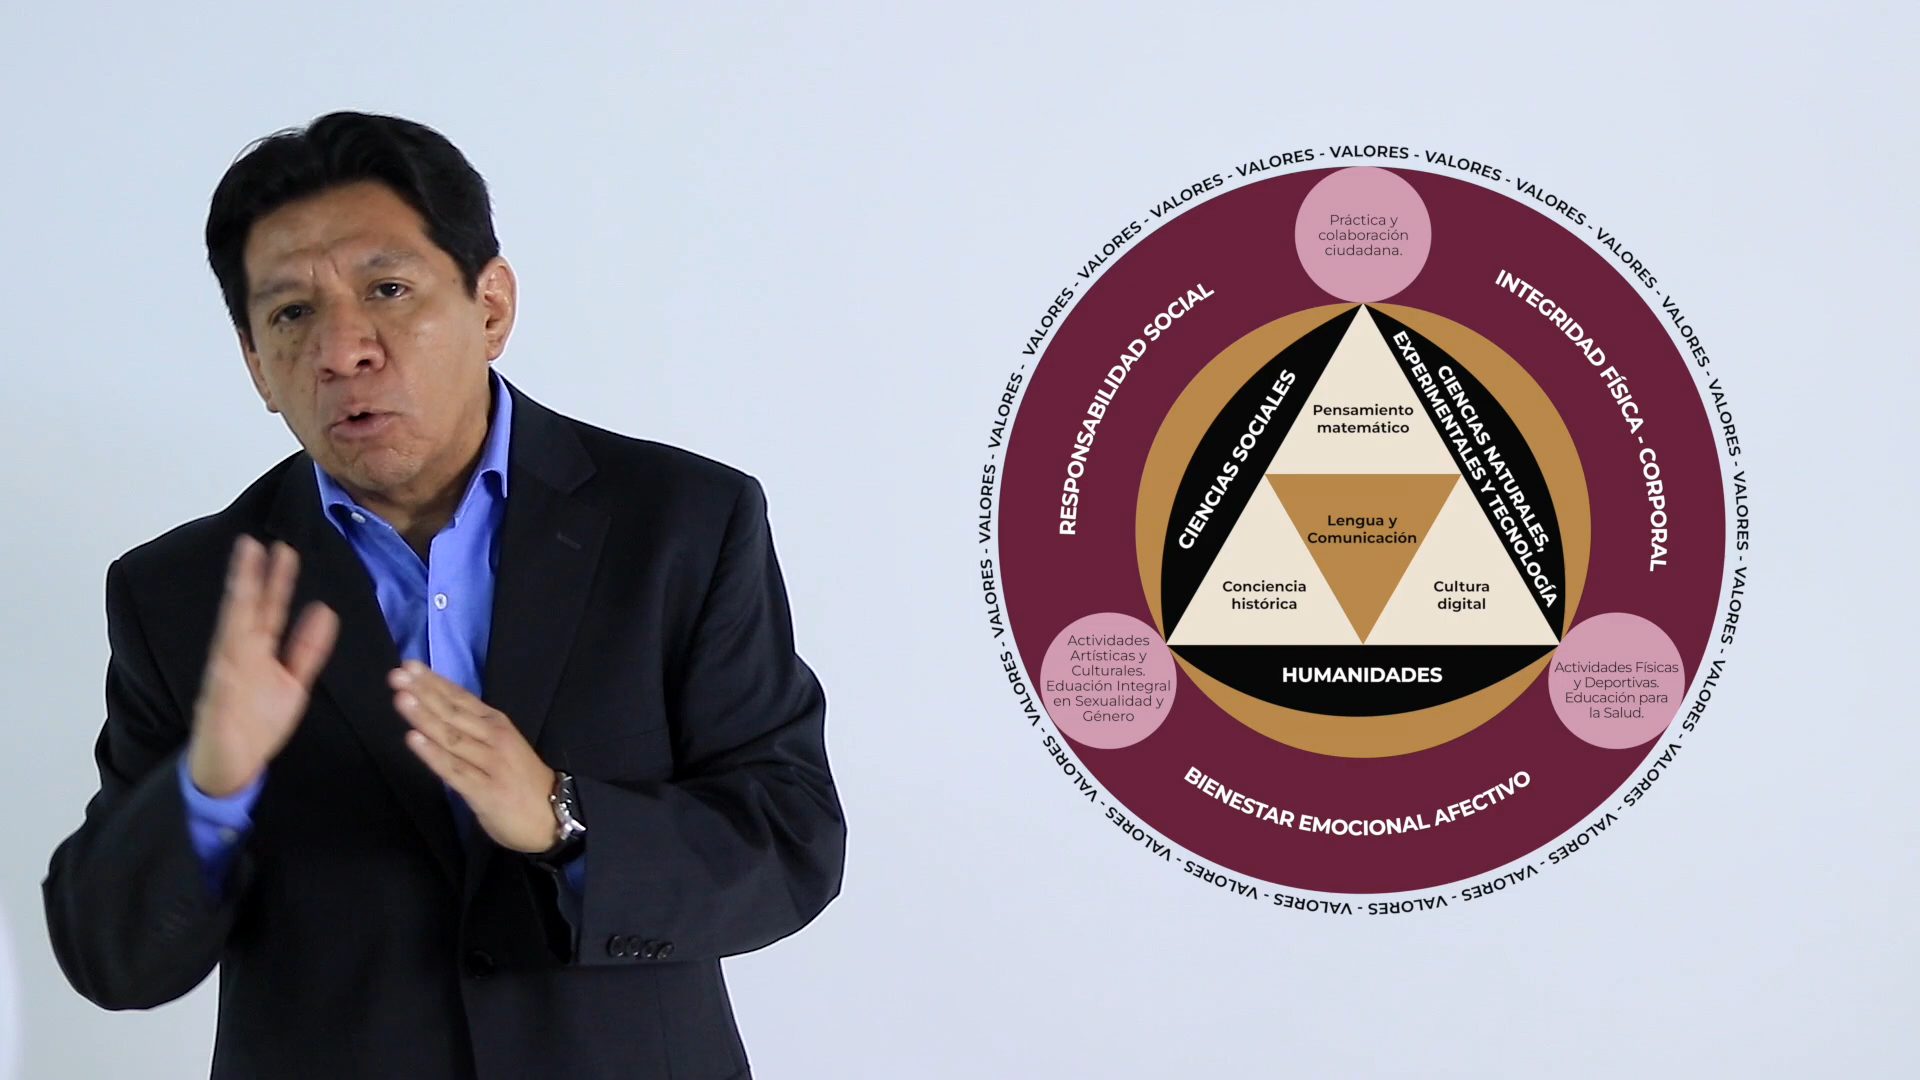 VALORES - VALORES - VALORES - VALORES - VALORES - VALORES - VALORES - VALORES - VALORES - VALORES - VALORES - VALORES - VALORES - VALORES - VALORES - VALORES - VALORES - VALORES - VALORES - VALORES - VALORES - VALORES - VALORES - VALORES -
Práctica y
colaboración
ciudadana.
RESPONSABILIDAD SOCIAL
INTEGRIDAD FÍSICA - CORPORAL
CIENCIAS SOCIALES
CIENCIAS NATURALES,
EXPERIMENTALES Y TECNOLOGÍA
Pensamiento
matemático
Lengua y
Comunicación
Conciencia
histórica
Cultura
digital
HUMANIDADES
Actividades
Artísticas y
Culturales.
Eduación Integral
en Sexualidad y
Género
Actividades Físicas
y Deportivas.
Educación para
la Salud.
BIENESTAR EMOCIONAL AFECTIVO